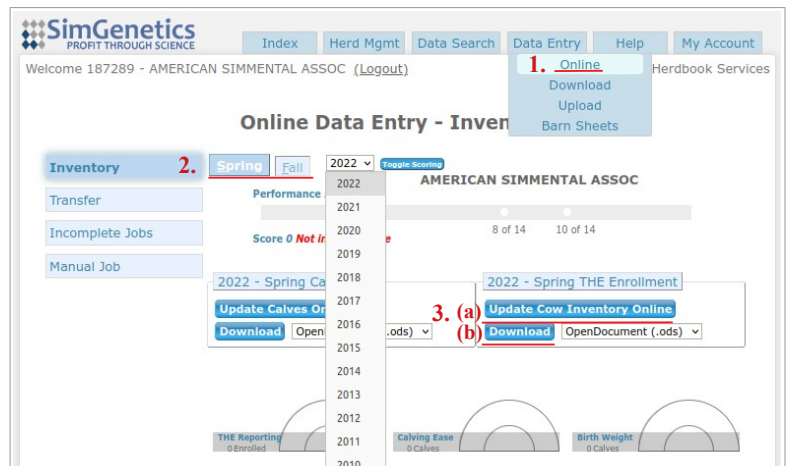 SimGenetics
PROFIT THROUGH SCIENCE
Index Herd Mgmt Data Search Data Entry Help My Account
Welcome 187289 - AMERICAN SIMMENTAL ASSOC (Logout)
1. Online
Herdbook Services
Download
Upload
Barn Sheets
Online Data Entry - Inven
Inventory
Transfer
Incomplete Jobs
Manual Job
2. Spring Fall 2022 Toggle Scoring
AMERICAN SIMMENTAL ASSOC
Performance
8 of 14 10 of 14
Score 0 Not in e
2022
2021
2020
2019
2018
2017
2016
2015
2014
2013
2012
2011
2010
2022 - Spring Ca
Update Calves On
Download Open .ods)
2022 - Spring THE Enrollment
3. (a) Update Cow Inventory Online
(b) Download OpenDocument (.ods)
THE Reporting
0 Enrolled
Calving Ease
0 Calves
Birth Weight
0 Calves